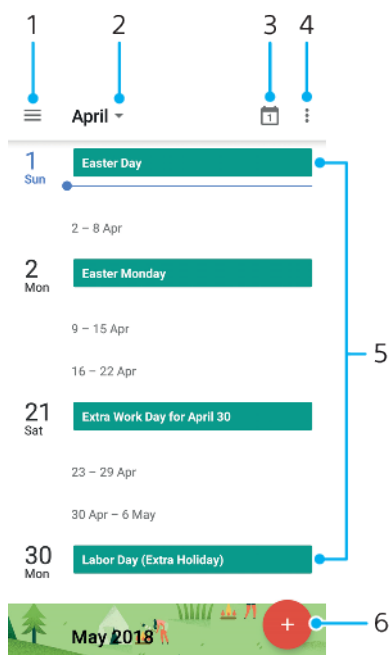 1 2 3 4
April
1
1 Easter Day
Sun
2 – 8 Apr
2 Easter Monday
Mon
9 – 15 Apr
5
16 – 22 Apr
21 Extra Work Day for April 30
Sat
23 – 29 Apr
30 Apr – 6 May
30 Labor Day (Extra Holiday)
Mon
+ 6
May 2018